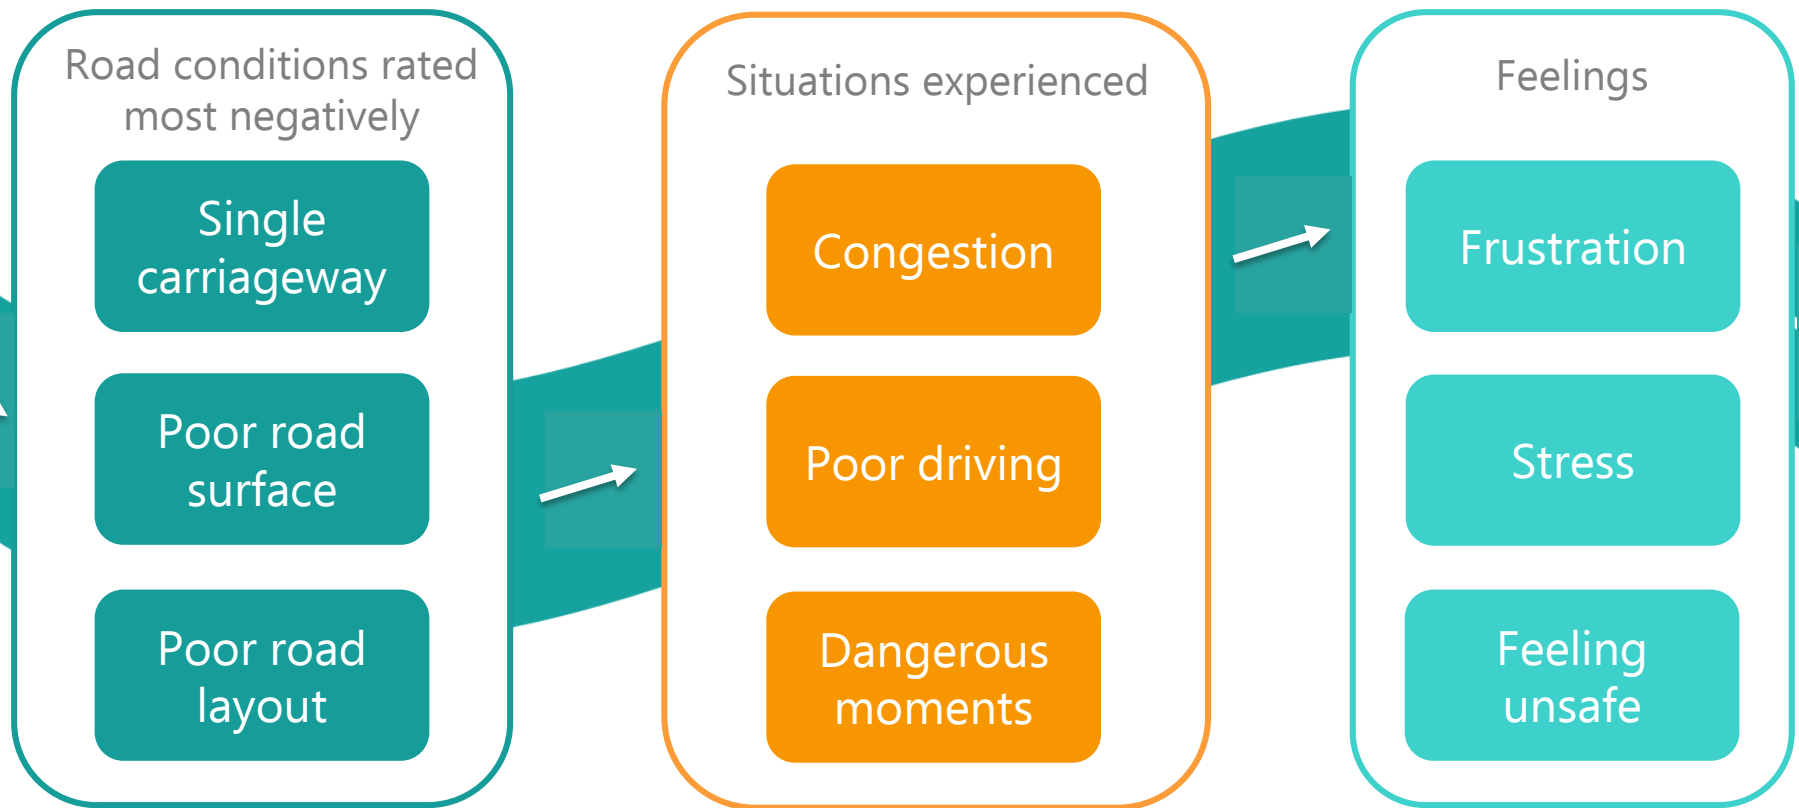 Road conditions rated
most negatively
Single
carriageway
Poor road
surface
Poor road
layout
Situations experienced
Congestion
Poor driving
Dangerous
moments
Feelings
Frustration
Stress
Feeling
unsafe